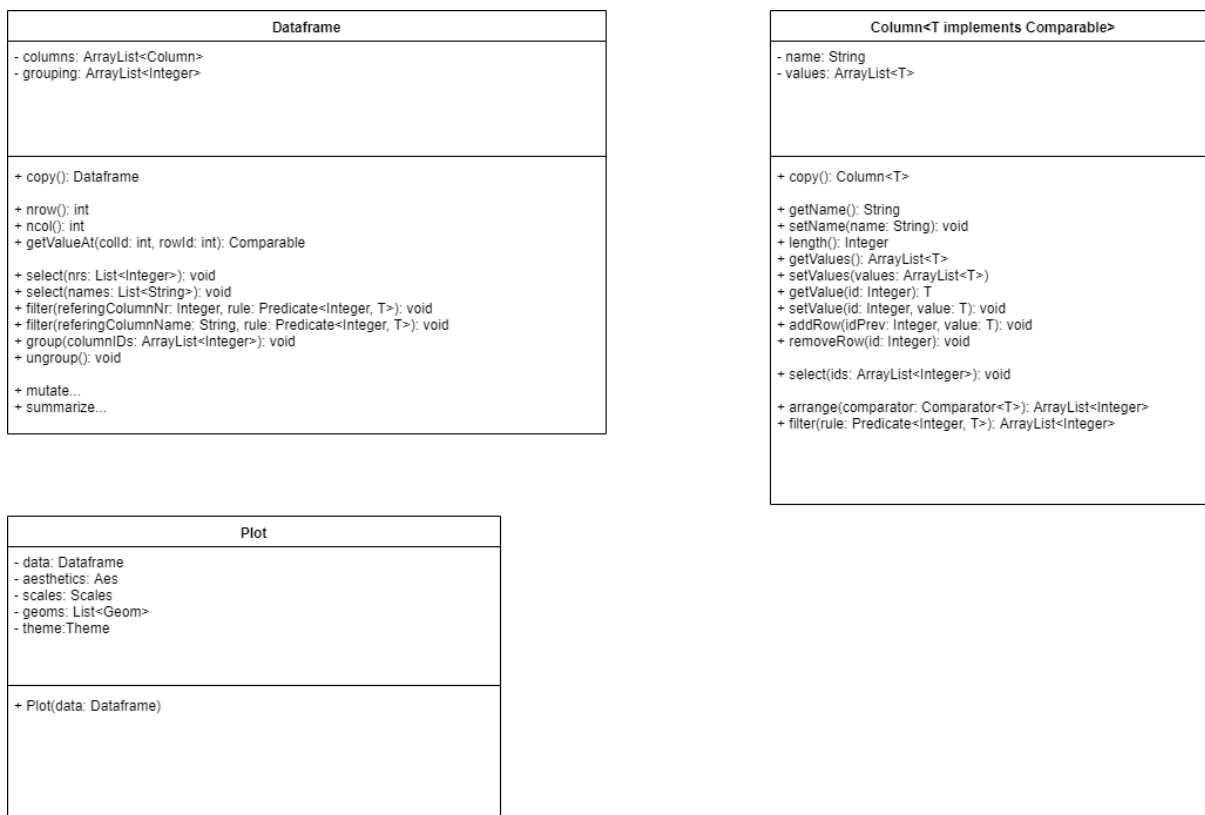 Dataframe
- columns: ArrayList<Column>
- grouping: ArrayList<Integer>
+ copy(): Dataframe
+ nrow(): int
+ ncol(): int
+ getValueAt(colId: int, rowId: int): Comparable
+ select(nrs: List<Integer>): void
+ select(names: List<String>): void
+ filter(referingColumnNr: Integer, rule: Predicate<Integer, T>): void
+ filter(referingColumnName: String, rule: Predicate<Integer, T>): void
+ group(columnIDs: ArrayList<Integer>): void
+ ungroup(): void
+ mutate...
+ summarize...
Column<T implements Comparable>
- name: String
- values: ArrayList<T>
+ copy(): Column<T>
+ getName(): String
+ setName(name: String): void
+ length(): Integer
+ getValues(): ArrayList<T>
+ setValues(values: ArrayList<T>)
+ getValue(id: Integer): T
+ setValue(id: Integer, value: T): void
+ addRow(idPrev: Integer, value: T): void
+ removeRow(id: Integer): void
+ select(ids: ArrayList<Integer>): void
+ arrange(comparator: Comparator<T>): ArrayList<Integer>
+ filter(rule: Predicate<Integer, T>): ArrayList<Integer>
Plot
- data: Dataframe
- aesthetics: Aes
- scales: Scales
- geoms: List<Geom>
- theme:Theme
+ Plot(data: Dataframe)